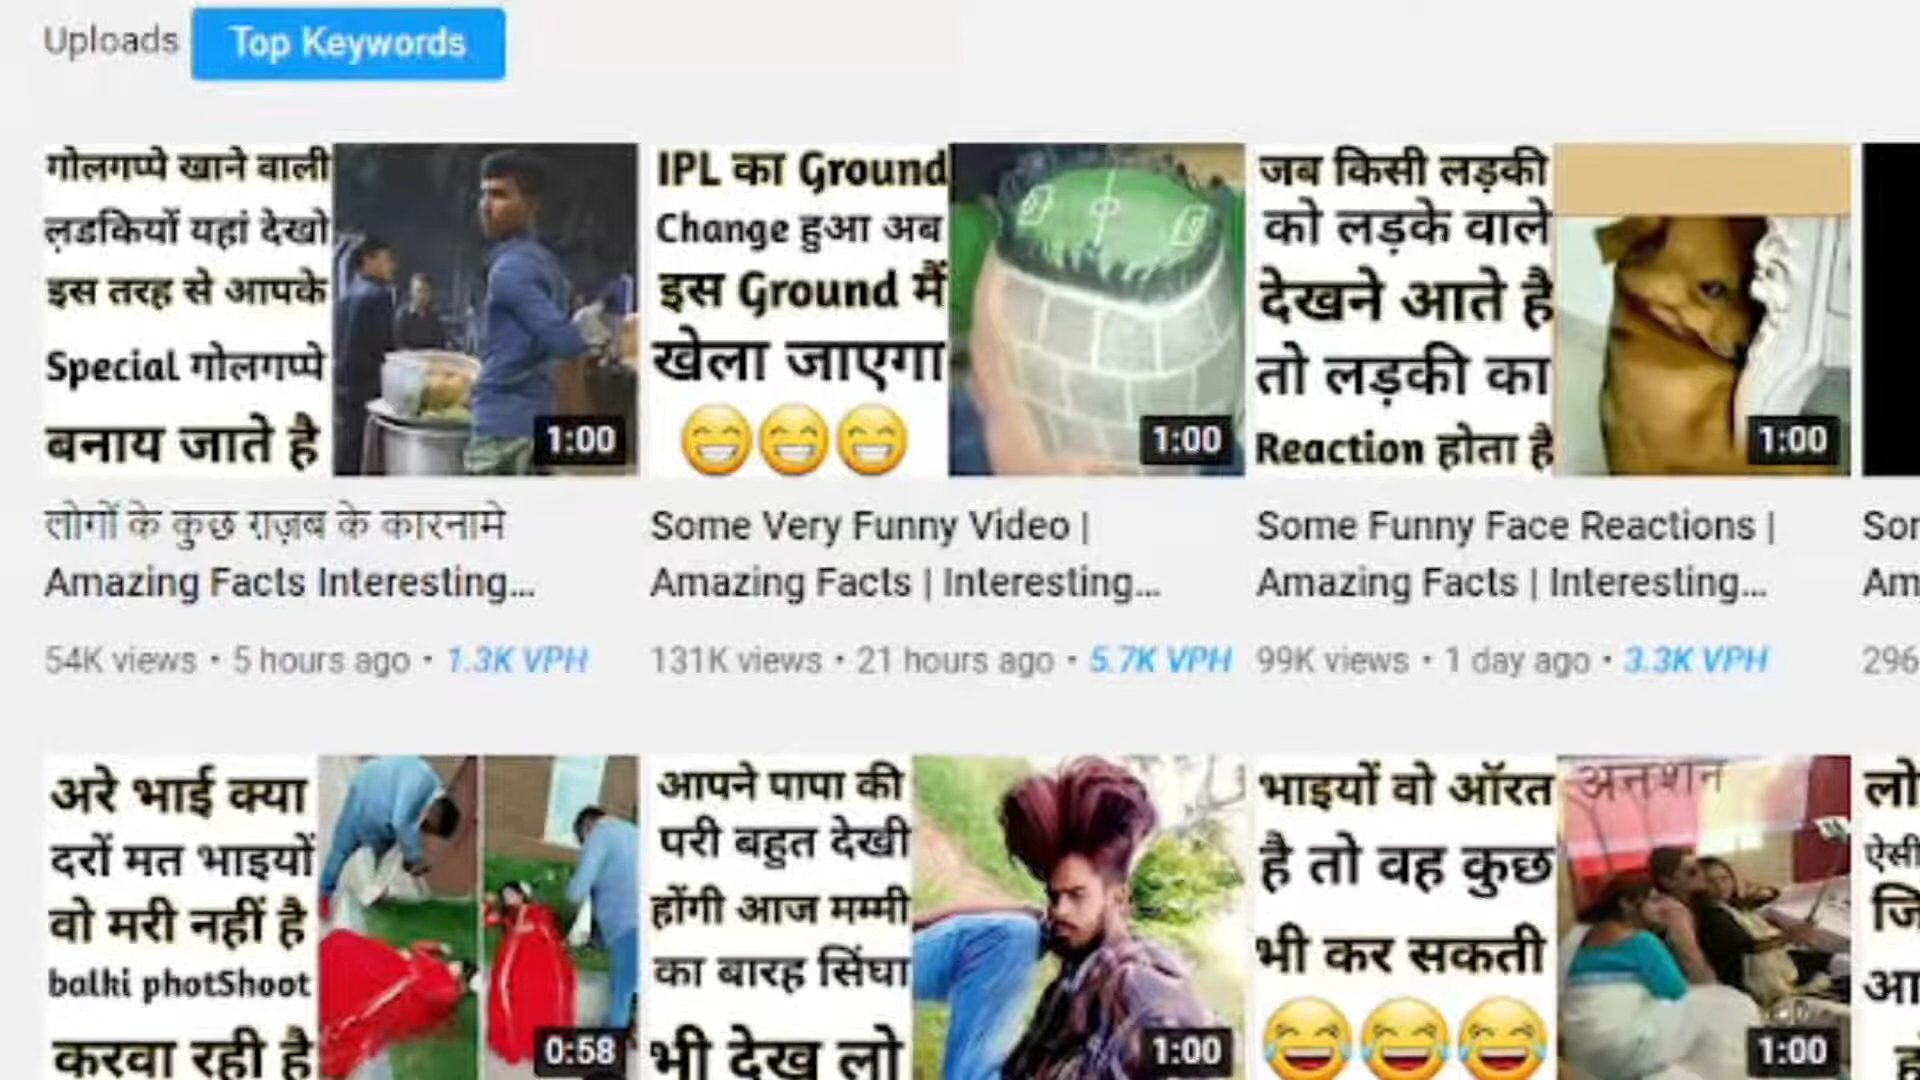 Uploads Top Keywords
गोलगप्पे खाने वाली
लडकियों यहां देखो
इस तरह से आपके
Special गोलगप्पे
बनाय जाते है
1:00
IPL का Ground
Change हुआ अब
इस Ground मैं
खेला जाएगा
1:00
जब किसी लड़की
को लड़के वाले
देखने आते है
तो लड़की का
Reaction होता है
1:00
लोगों के कुछ ग़ज़ब के कारनामे
Amazing Facts Interesting...
54K views • 5 hours ago • 1.3K VPH
Some Very Funny Video |
Amazing Facts | Interesting...
131K views • 21 hours ago • 5.7K VPH
Some Funny Face Reactions |
Amazing Facts | Interesting...
99K views • 1 day ago • 3.3K VPH
Am
296
अरे भाई क्या
दरों मत भाइयों
वो मरी नहीं है
balki photShoot
करवा रही है
0:58
आपने पापा की
परी बहुत देखी
होंगी आज मम्मी
का बारह सिंघा
भी देख लो
1:00
भाइयों वो ऑरत
है तो वह कुछ
भी कर सकती
अनशन
1:00
लो
ऐसी
जि
आ